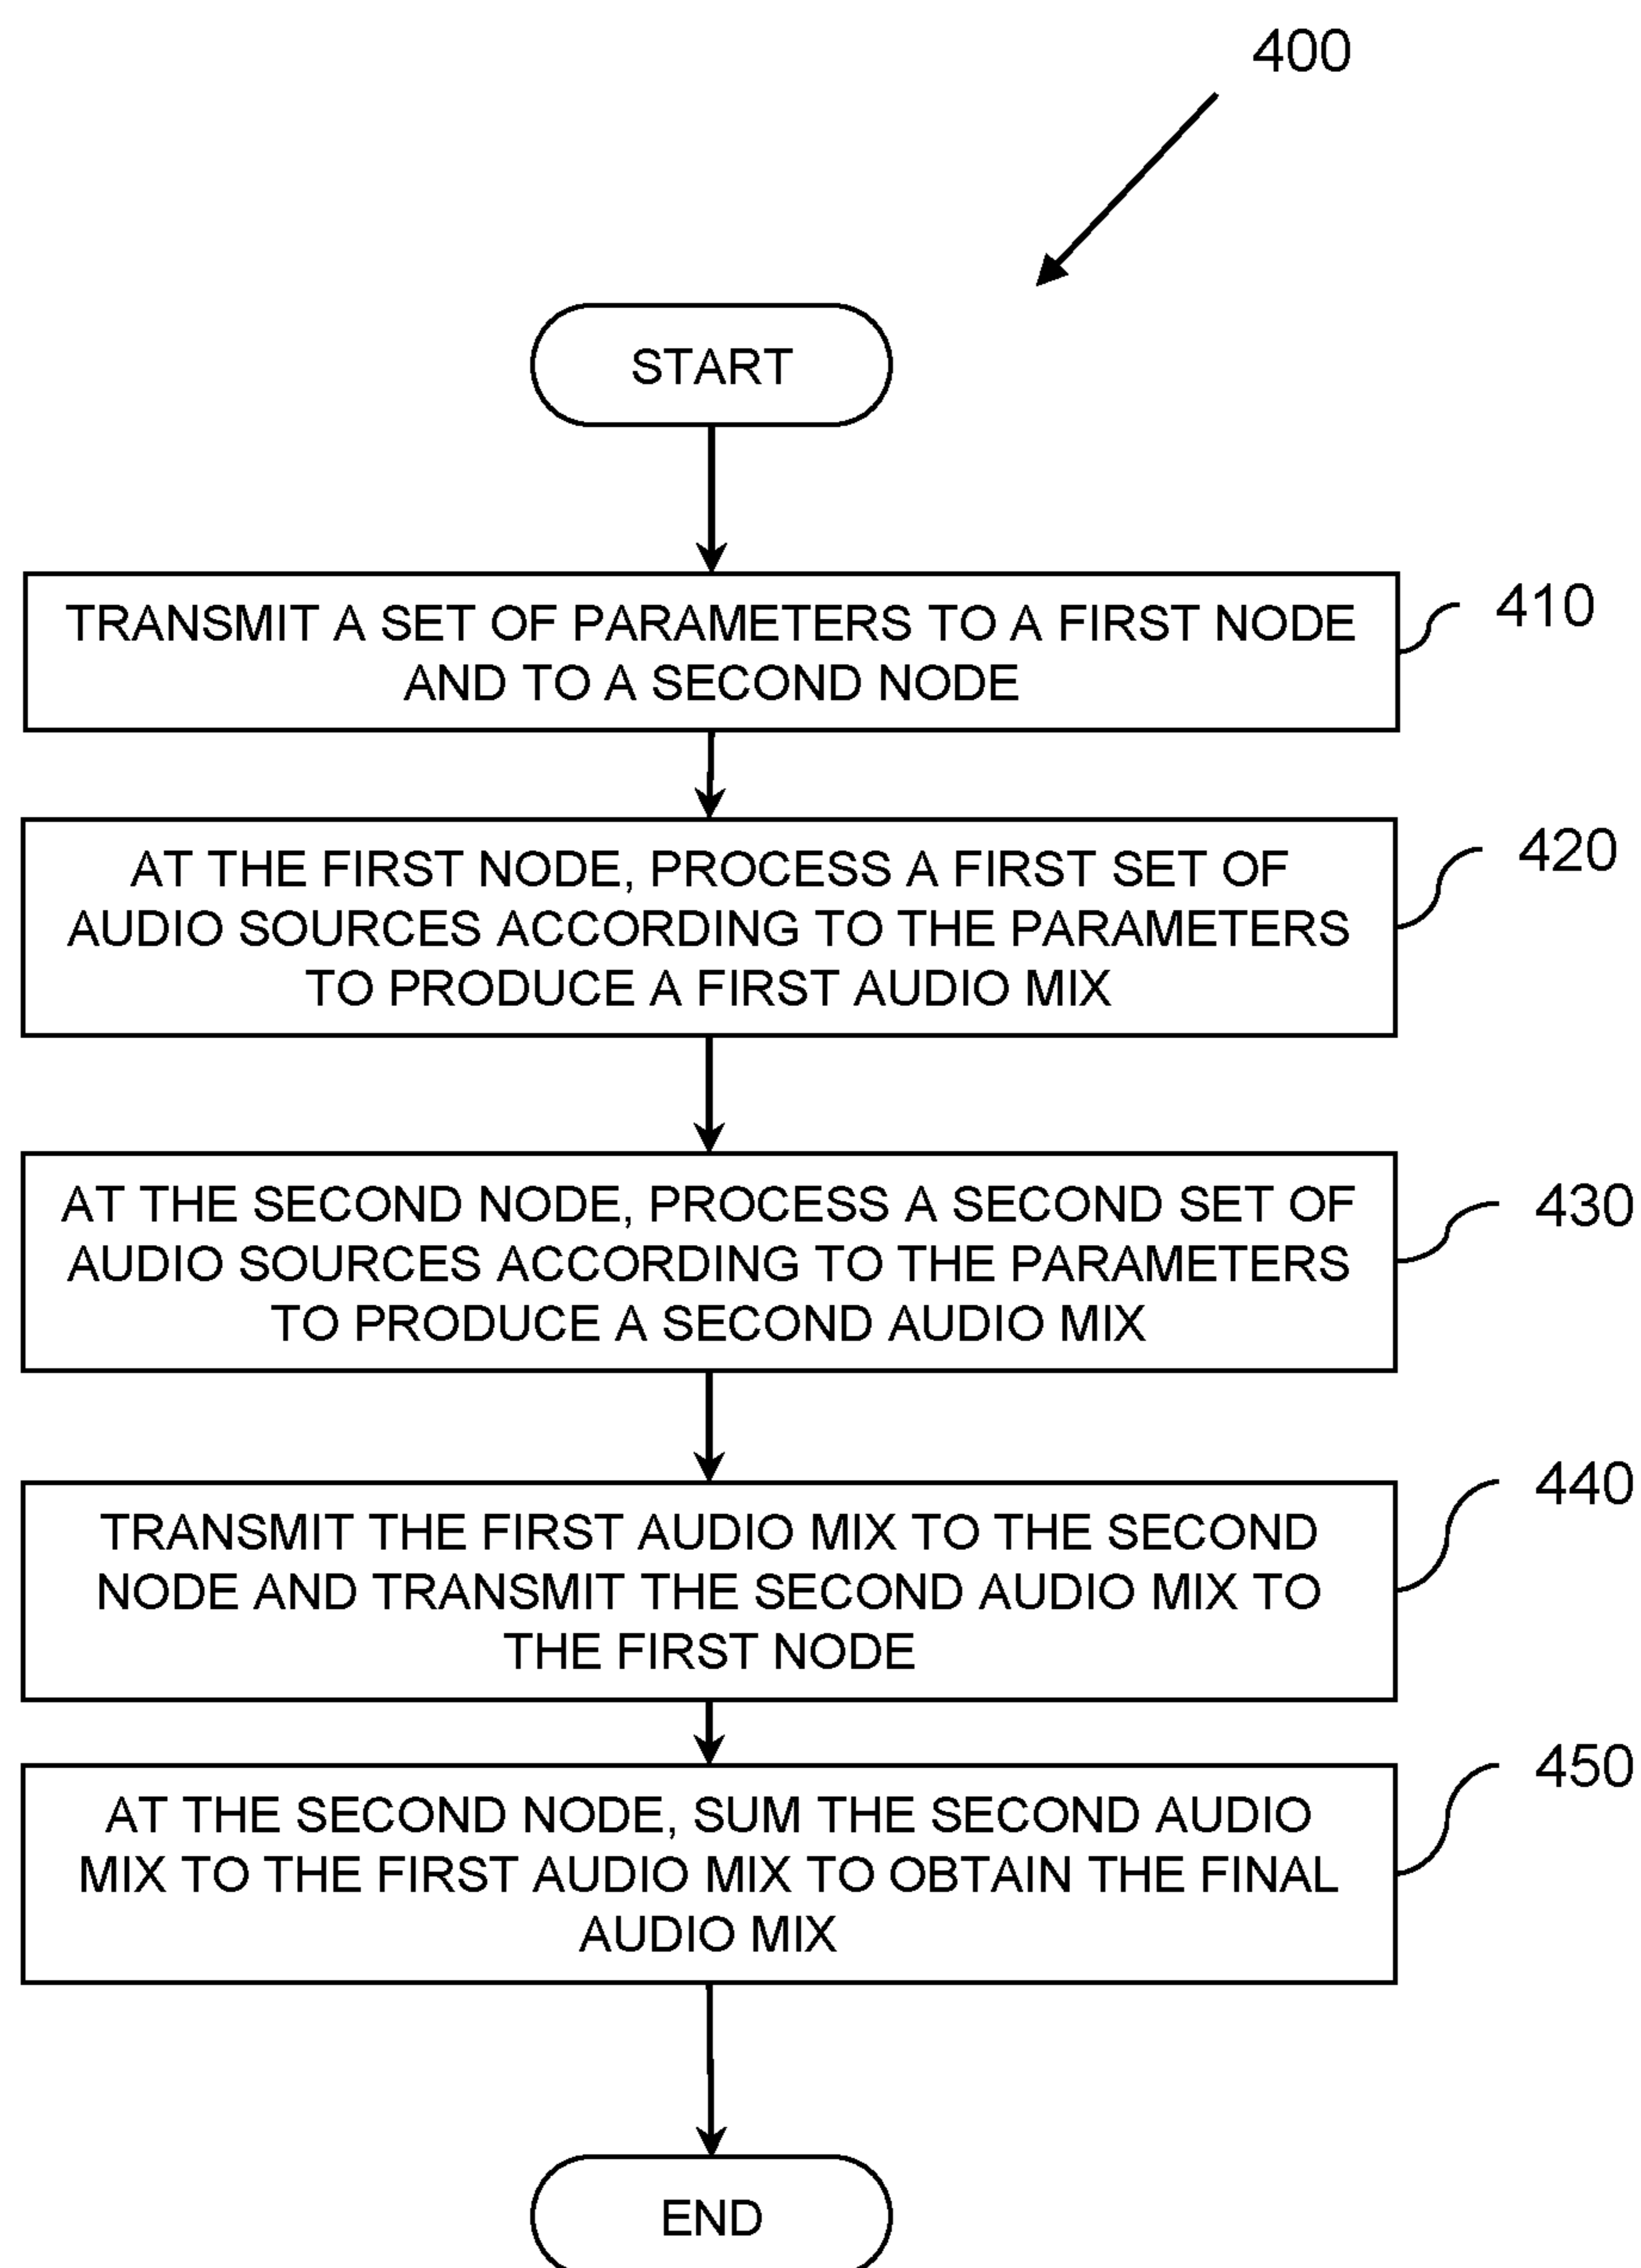 400
START
TRANSMIT A SET OF PARAMETERS TO A FIRST NODE
AND TO A SECOND NODE
410
AT THE FIRST NODE, PROCESS A FIRST SET OF
AUDIO SOURCES ACCORDING TO THE PARAMETERS
TO PRODUCE A FIRST AUDIO MIX
420
AT THE SECOND NODE, PROCESS A SECOND SET OF
AUDIO SOURCES ACCORDING TO THE PARAMETERS
TO PRODUCE A SECOND AUDIO MIX
430
TRANSMIT THE FIRST AUDIO MIX TO THE SECOND
NODE AND TRANSMIT THE SECOND AUDIO MIX TO
THE FIRST NODE
440
AT THE SECOND NODE, SUM THE SECOND AUDIO
MIX TO THE FIRST AUDIO MIX TO OBTAIN THE FINAL
AUDIO MIX
450
END